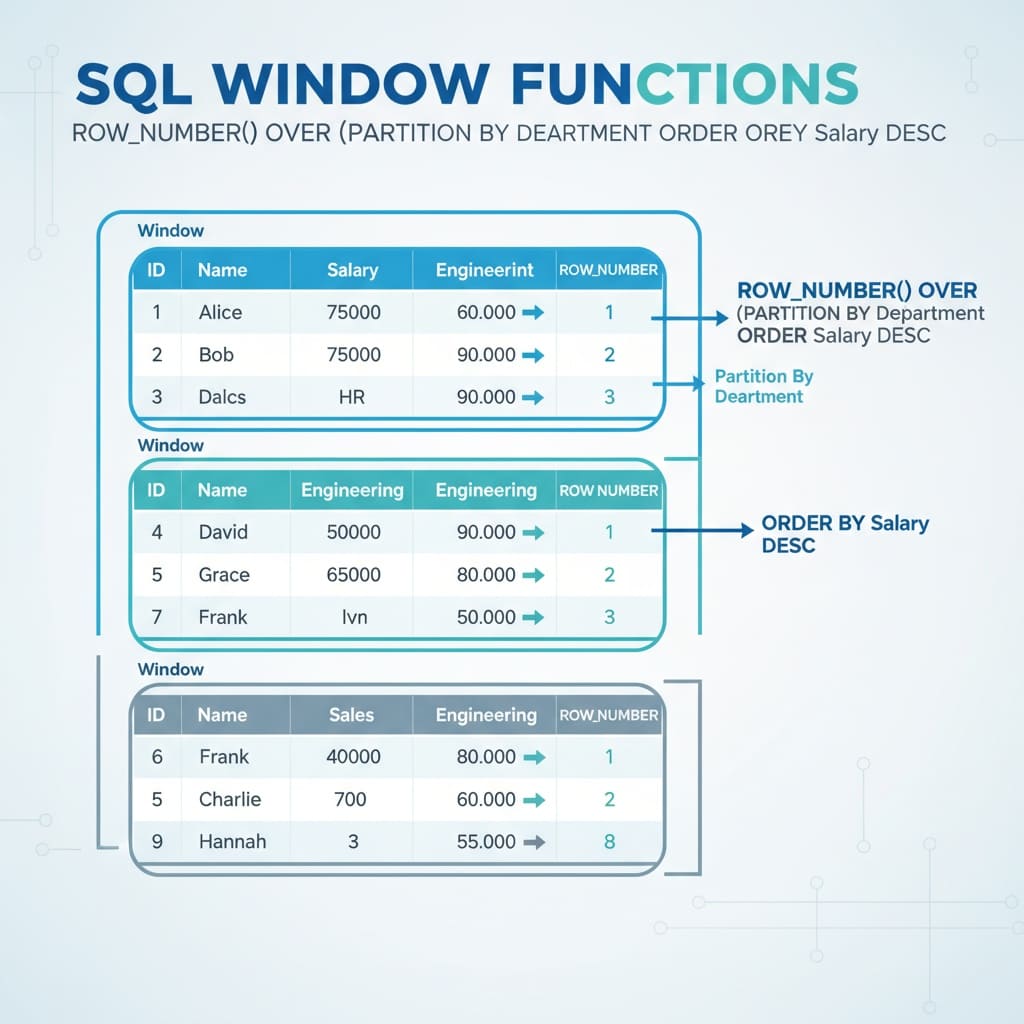 SQL WINDOW FUNCTIONS
ROW_NUMBER() OVER (PARTITION BY DEARTMENT ORDER OREY Salary DESC
Window
ID Name Salary Engineerint ROW_NUMBER
1 Alice 75000 60.000 1
2 Bob 75000 90.000 2
3 Dalcs HR 90.000 3
ROW_NUMBER() OVER
(PARTITION BY Department
ORDER Salary DESC
Partition By
Deartment
Window
ID Name Engineering Engineering ROW NUMBER
4 David 50000 90.000 1
5 Grace 65000 80.000 2
7 Frank lvn 50.000 3
ORDER BY Salary
DESC
Window
ID Name Sales Engineering ROW_NUMBER
6 Frank 40000 80.000 1
5 Charlie 700 60.000 2
9 Hannah 3 55.000 8